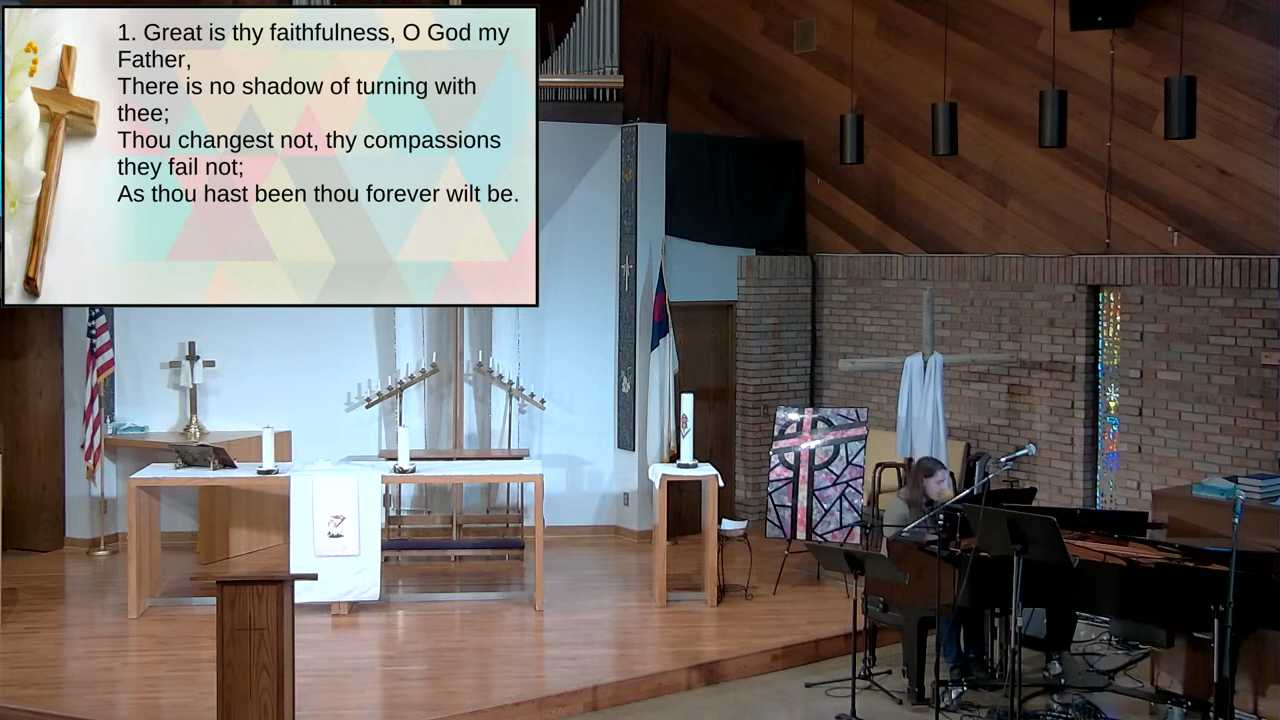 1. Great is thy faithfulness, O God my
Father,
There is no shadow of turning with
thee;
Thou changest not, thy compassions
they fail not;
As thou hast been thou forever wilt be.